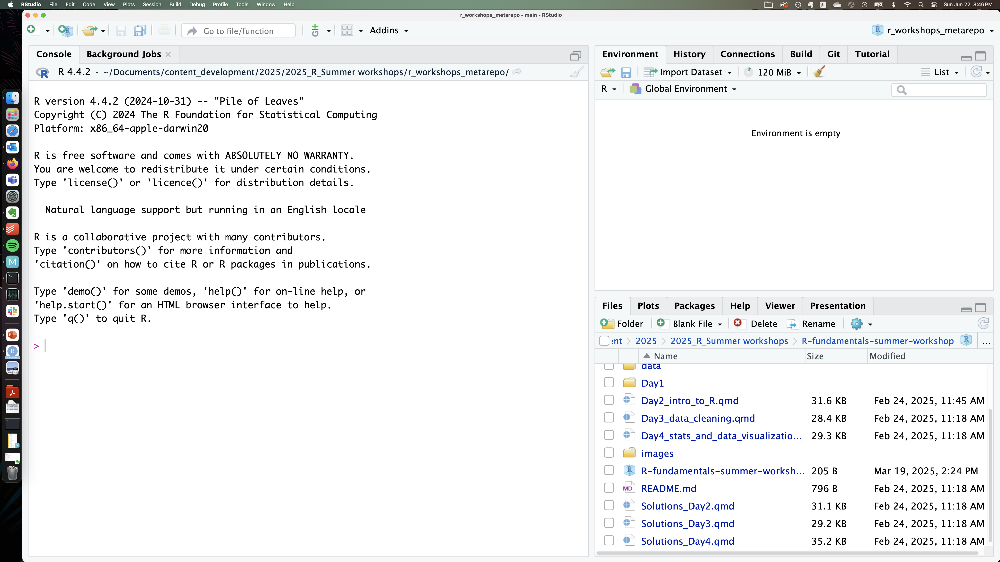 RStudio File Edit Code View Plots Session Build Debug Profile Tools Window Help Sun Jun 22 8:46 PM
r_workshops_metarepo - main - RStudio
Go to file/function Addins r_workshops_metarepo
Console Background Jobs
R 4.4.2 · ~/Documents/content_development/2025/2025_R_Summer workshops/r_workshops_metarepo/
R version 4.4.2 (2024-10-31) -- "Pile of Leaves"
Copyright (C) 2024 The R Foundation for Statistical Computing
Platform: x86_64-apple-darwin20
R is free software and comes with ABSOLUTELY NO WARRANTY.
You are welcome to redistribute it under certain conditions.
Type 'license()' or 'licence()' for distribution details.
Natural language support but running in an English locale
R is a collaborative project with many contributors.
Type 'contributors()' for more information and
'citation()' on how to cite R or R packages in publications.
Type 'demo()' for some demos, 'help()' for on-line help, or
'help.start()' for an HTML browser interface to help.
Type 'q()' to quit R.
>
Environment History Connections Build Git Tutorial
Import Dataset 120 MiB List
R Global Environment
Environment is empty
Files Plots Packages Help Viewer Presentation
Folder Blank File Delete Rename
ent 2025 2025_R_Summer workshops R-fundamentals-summer-workshop ...
Name Size Modified
data
Day1
Day2_intro_to_R.qmd 31.6 KB Feb 24, 2025, 11:45 AM
Day3_data_cleaning.qmd 28.4 KB Feb 24, 2025, 11:18 AM
Day4_stats_and_data_visualizatio... 29.3 KB Feb 24, 2025, 11:18 AM
images
R-fundamentals-summer-worksh... 205 B Mar 19, 2025, 2:24 PM
README.md 796 B Feb 24, 2025, 11:18 AM
Solutions_Day2.qmd 31.1 KB Feb 24, 2025, 11:18 AM
Solutions_Day3.qmd 29.2 KB Feb 24, 2025, 11:18 AM
Solutions_Day4.qmd 35.2 KB Feb 24, 2025, 11:18 AM